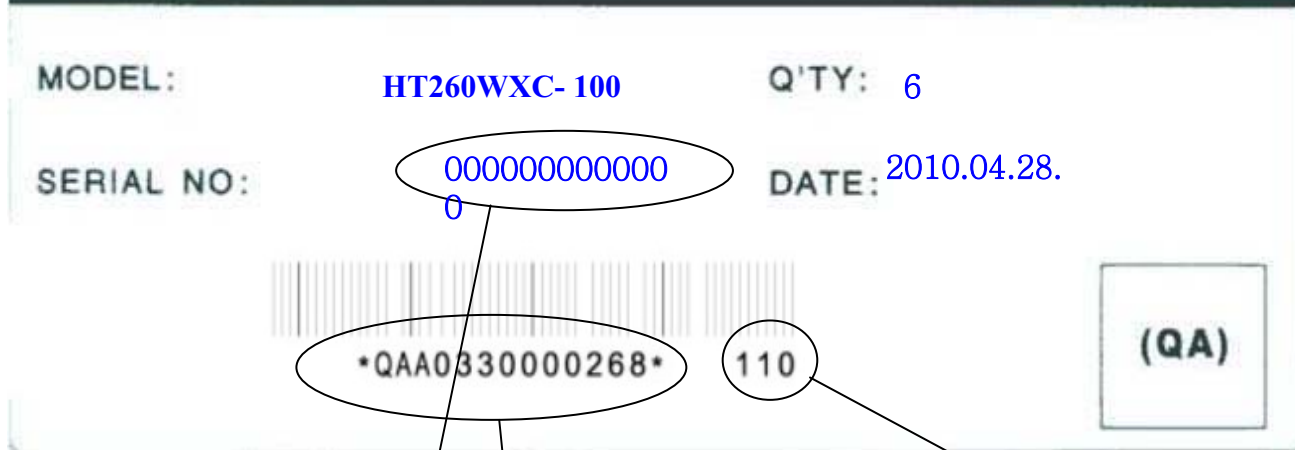 MODEL: HT260WXC- 100 Q'TY: 6
SERIAL NO: 000000000000 DATE: 2010.04.28.
0
*QAA0330000268* 110
(QA)